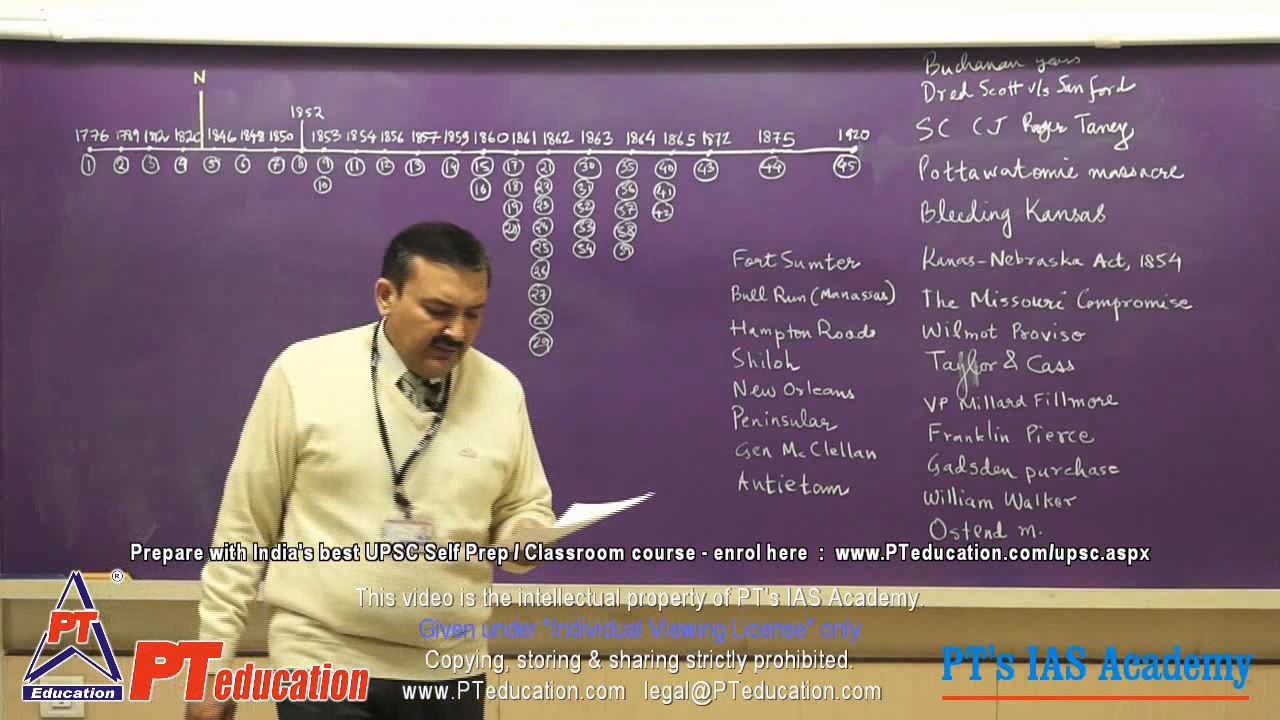 N
1852
1776 1789 1820 1846 1848 1850 1853 1854 1856 1857 1859 1860 1861 1862 1863 1864 1865 1872 1875 1920
1 2 3 4 5 6 7 8 9 11 12 13 14 15 17 21 30 35 40 43 44 45
10 16 18 36 41
19 32 37 42
20 24 33 38
25 34 39
26
27
28
29
Fort Sumter
Bull Run (Manassas)
Hampton Roads
Shiloh
New Orleans
Peninsular
Gen McClellan
Antietam
Buchanan years
Dred Scott v/s Sanford
SC CJ Roger Taney
Pottawatomie massacre
Bleeding Kansas
Kanas-Nebraska Act, 1854
The Missouri Compromise
Wilmot Proviso
Taylor & Cass
VP Millard Fillmore
Franklin Pierce
Gadsden purchase
William Walker
Ostend m.
Prepare with India's best UPSC Self Prep / Classroom course - enrol here : www.PTeducation.com/upsc.aspx
This video is the intellectual property of PT's IAS Academy.
Given under "Individual Viewing License" only
Copying, storing & sharing strictly prohibited.
www.PTeducation.com legal@PTeducation.com
PT
Education
®
PT education
PT's IAS Academy